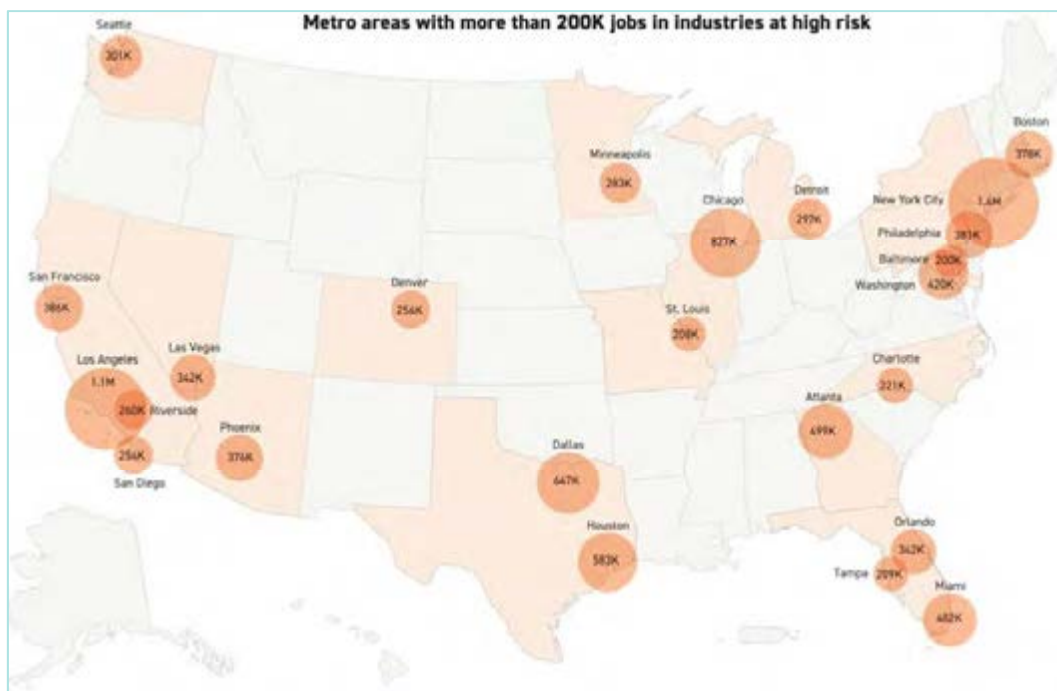 Metro areas with more than 200K jobs in industries at high risk
Seattle
301K
Boston
378K
Minneapolis
283K
Detroit
297K
Chicago
827K
New York City
1.4M
Philadelphia
383K
Baltimore
200K
Washington
420K
San Francisco
386K
Denver
256K
St. Louis
208K
Las Vegas
342K
Los Angeles
1.1M
260K Riverside
Charlotte
221K
Atlanta
499K
Phoenix
376K
San Diego
Dallas
647K
Houston
583K
Orlando
342K
Tampa
209K
Miami
482K